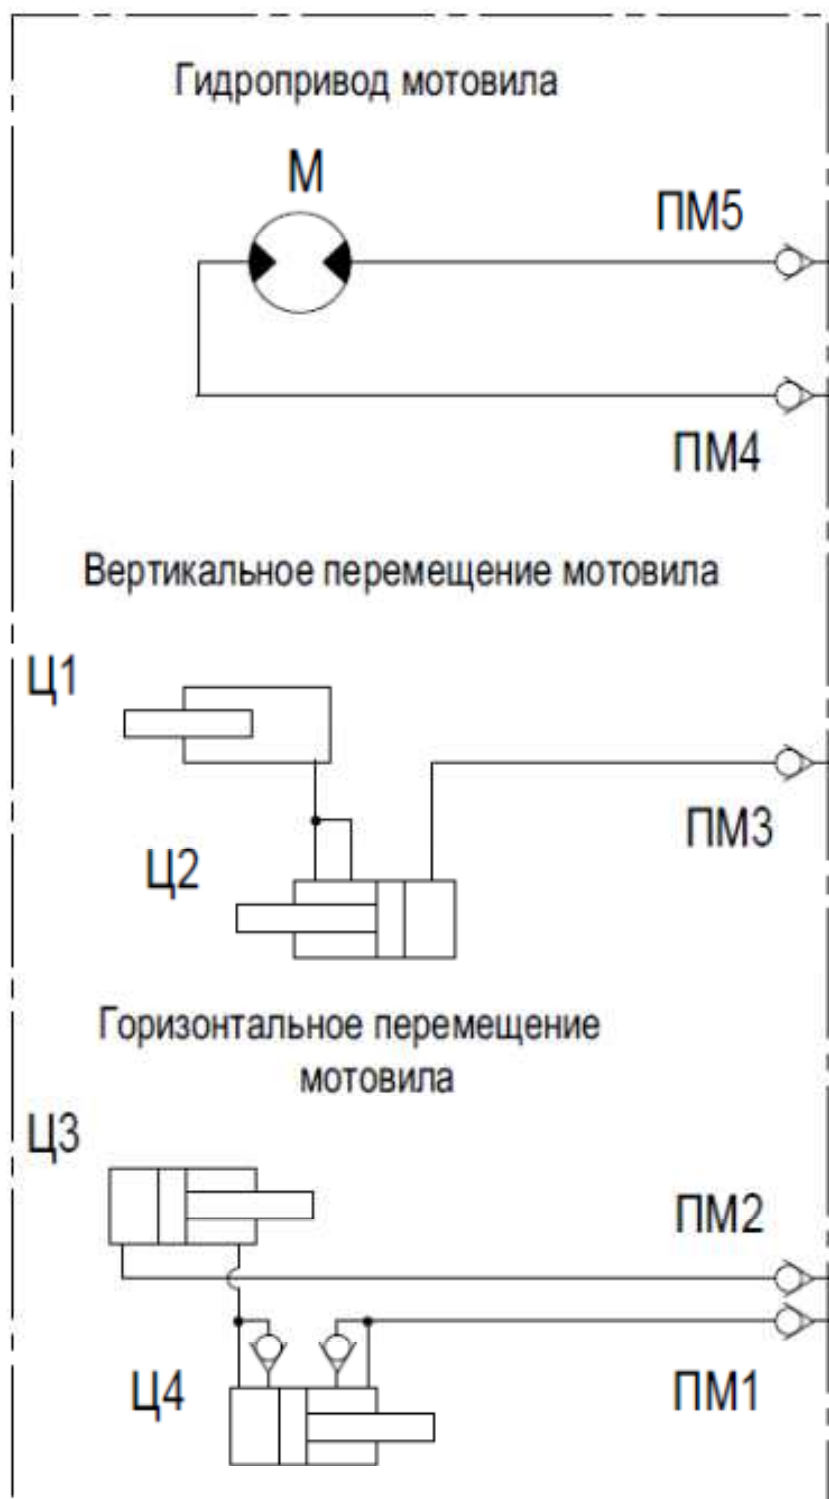 Гидропривод мотовила
М
ПМ5
ПМ4
Вертикальное перемещение мотовила
Ц1
ПМ3
Ц2
Горизонтальное перемещение
мотовила
Ц3
ПМ2
Ц4
ПМ1